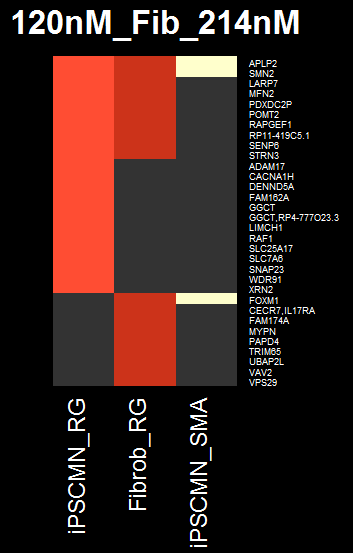 120nM_Fib_214nM
APLP2
SMN2
LARP7
MFN2
PDXDC2P
POMT2
RAPGEF1
RP11-419C5.1
SENP6
STRN3
ADAM17
CACNA1H
DENND5A
FAM162A
GGCT
GGCT,RP4-777O23.3
LIMCH1
RAF1
SLC25A17
SLC7A6
SNAP23
WDR91
XRN2
FOXM1
CECR7,IL17RA
FAM174A
MYPN
PAPD4
TRIM65
UBAP2L
VAV2
VPS29
iPSCMN_RG
Fibrob_RG
iPSCMN_SMA